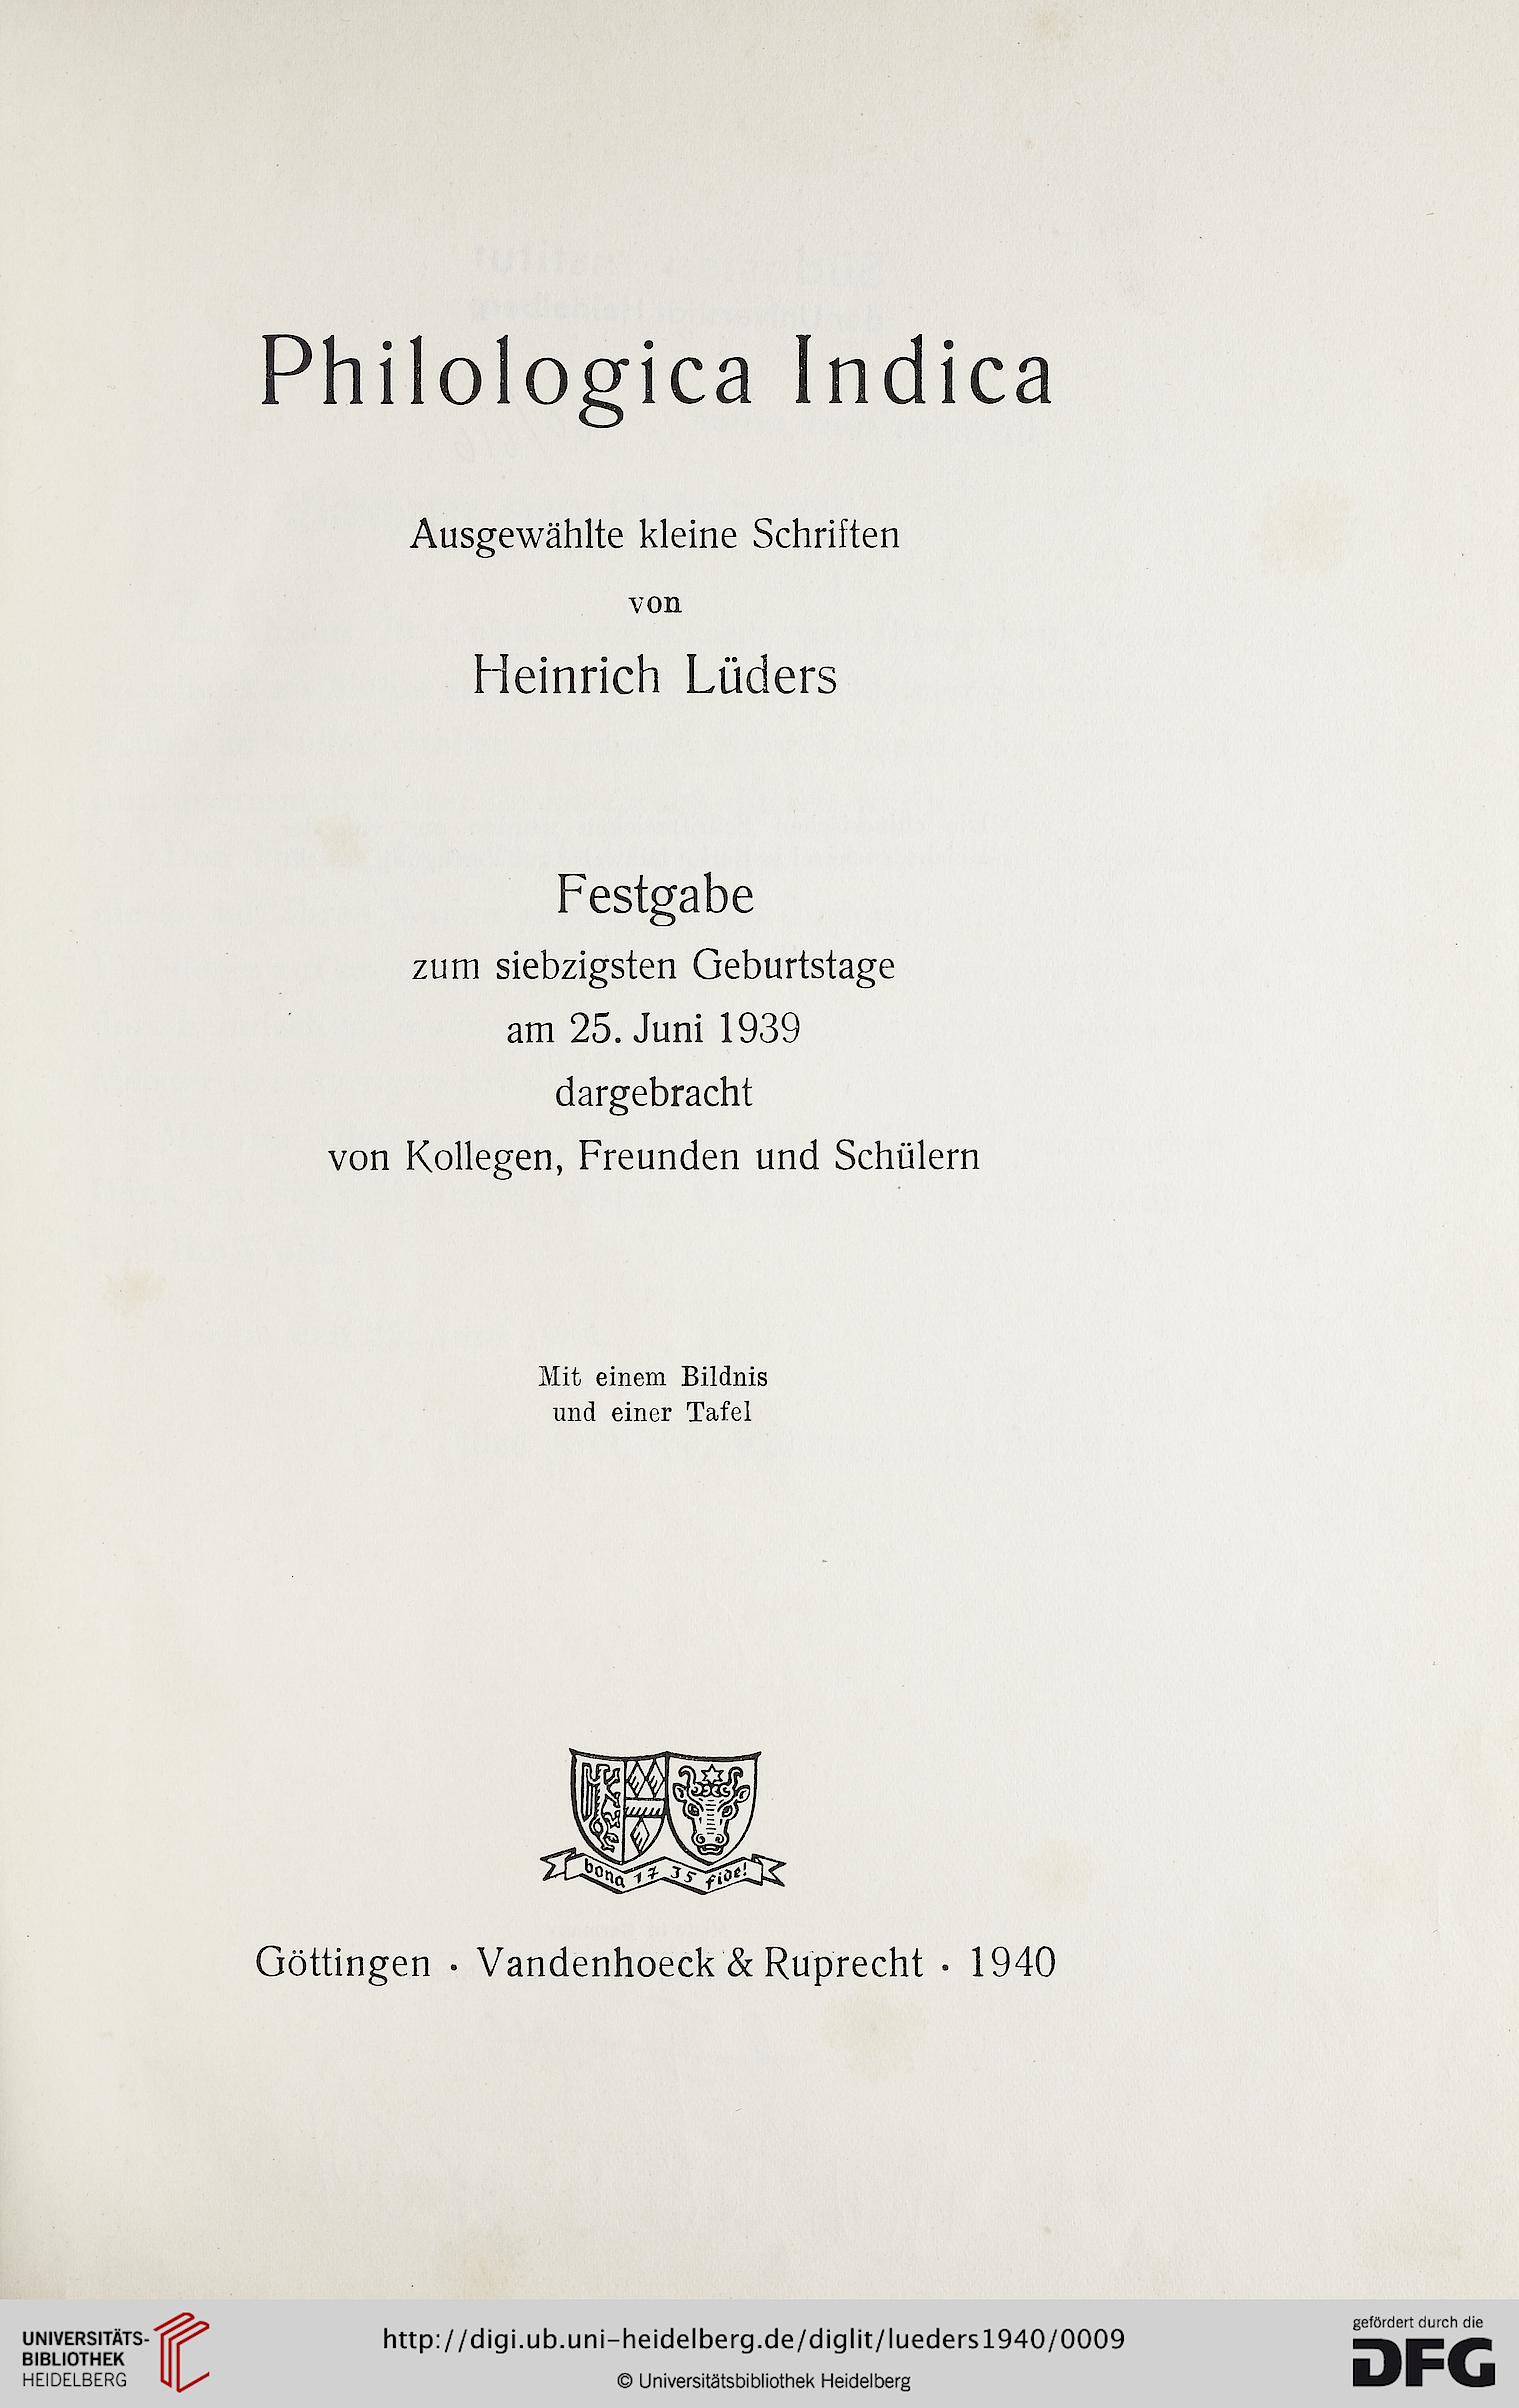 Philologica Indica
Ausgewählte kleine Schriften
von
Heinrich Lüders
Festgabe
zum siebzigsten Geburtstage
am 25. Juni 1939
dargebracht
von Kollegen, Freunden und Schülern
Mit einem Bildnis
und einer Tafel
bona 17 35 fide!
Göttingen · Vandenhoeck & Ruprecht · 1940
UNIVERSITÄTS-
BIBLIOTHEK
HEIDELBERG
http://digi.ub.uni-heidelberg.de/diglit/lueders1940/0009
© Universitätsbibliothek Heidelberg
gefördert durch die
DFG